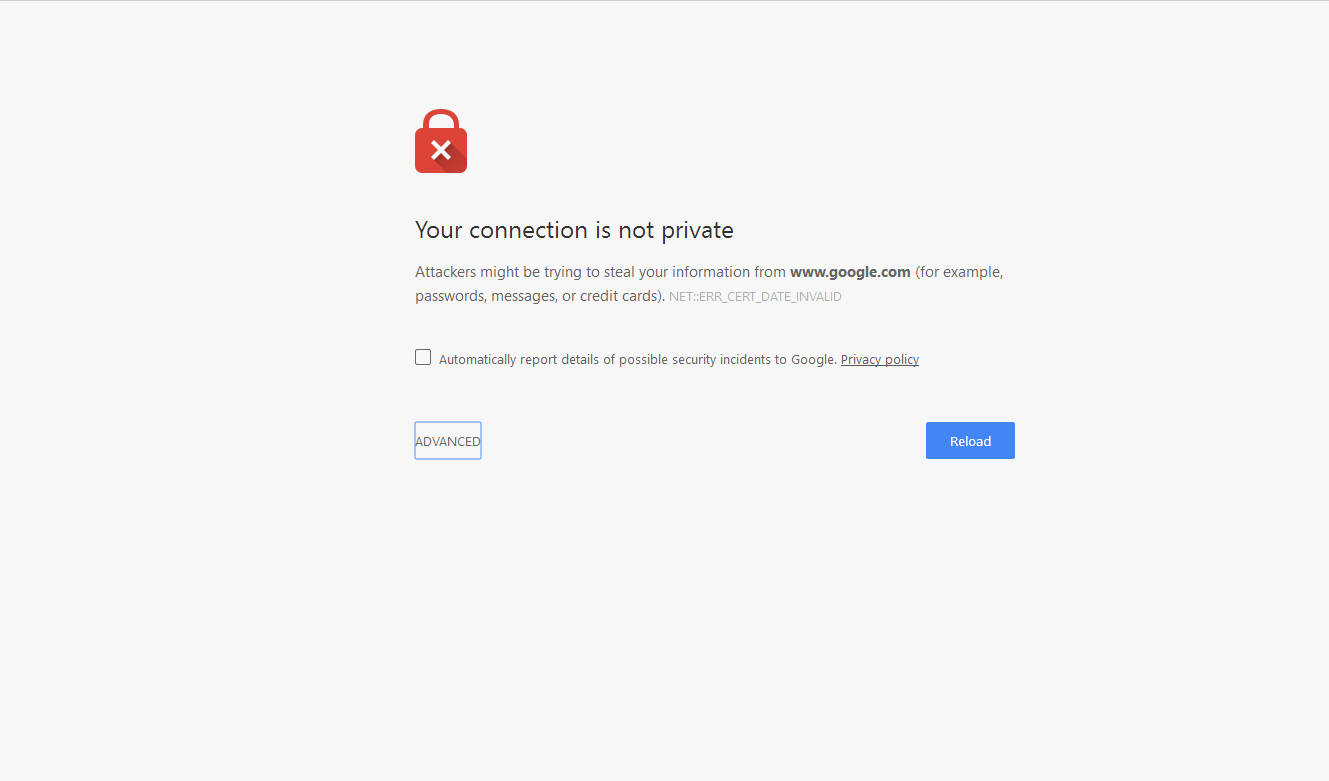 Your connection is not private
Attackers might be trying to steal your information from www.google.com (for example,
passwords, messages, or credit cards). NET::ERR_CERT_DATE_INVALID
Automatically report details of possible security incidents to Google. Privacy policy
ADVANCED
Reload